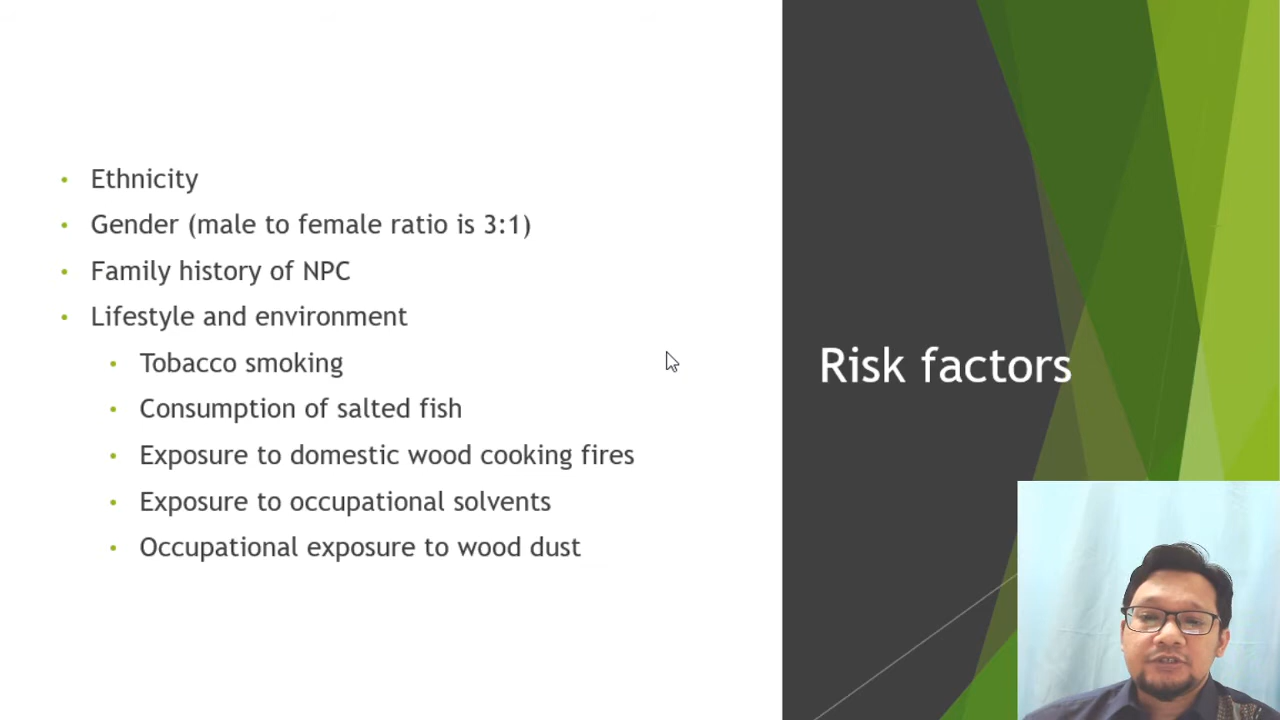 Ethnicity
Gender (male to female ratio is 3:1)
Family history of NPC
Lifestyle and environment
Tobacco smoking
Consumption of salted fish
Exposure to domestic wood cooking fires
Exposure to occupational solvents
Occupational exposure to wood dust
Risk factors